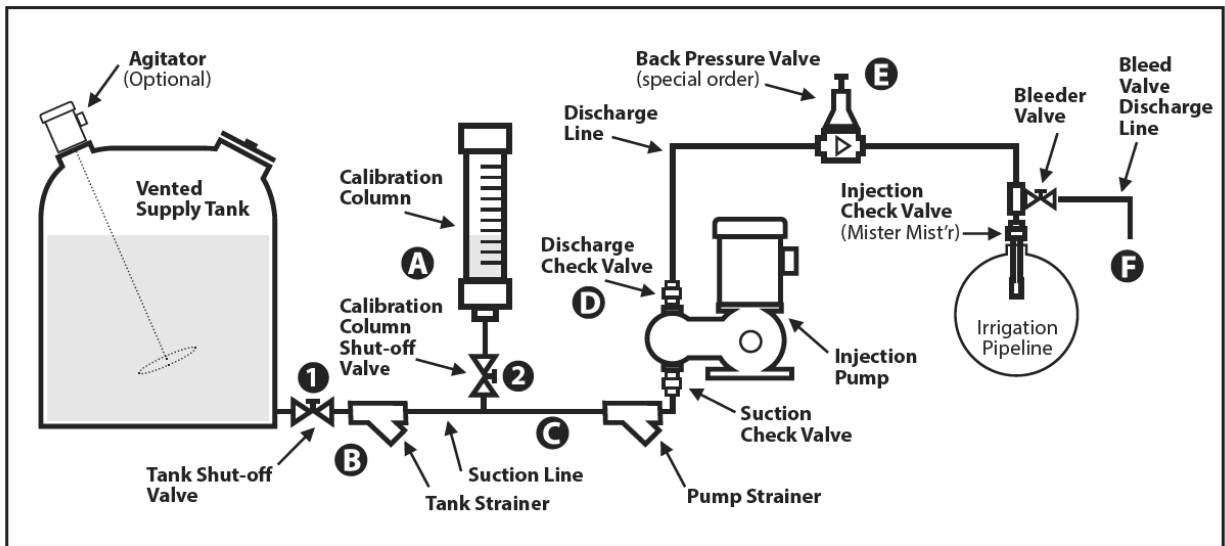 Agitator
(Optional)
Vented
Supply Tank
Calibration
Column
A
Calibration
Column
Shut-off
Valve
1
2
B
C
Tank Shut-off
Valve
Tank Strainer
Suction Line
Discharge
Line
Back Pressure Valve
(special order)
E
Bleeder
Valve
Bleed
Valve
Discharge
Line
Injection
Check Valve
(Mister Mist'r)
F
Discharge
Check Valve
D
Irrigation
Pipeline
Injection
Pump
Suction
Check Valve
Pump Strainer